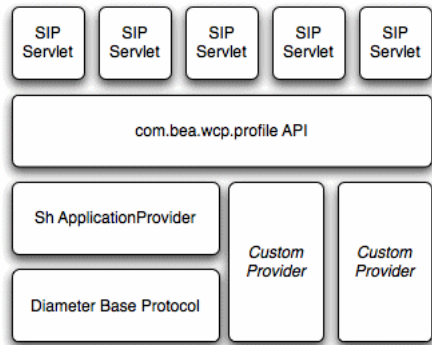 SIP
Servlet
SIP
Servlet
SIP
Servlet
SIP
Servlet
SIP
Servlet
com.bea.wcp.profile API
Sh ApplicationProvider
Custom
Provider
Custom
Provider
Diameter Base Protocol